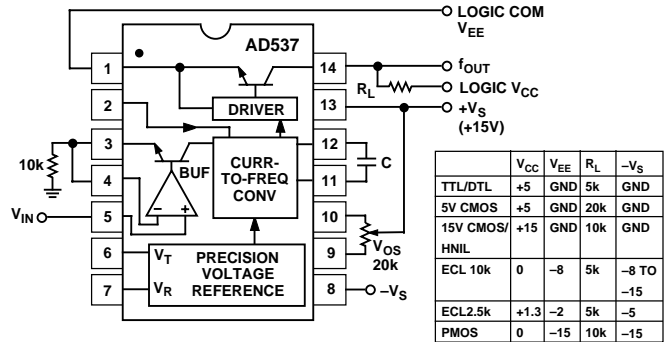 LOGIC COM
VEE
AD537
1
14
fOUT
RL
LOGIC VCC
2
DRIVER
13
+VS
(+15V)
10k
3
BUF
CURR-
TO-FREQ
CONV
12
C
4
11
VIN
5
− +
10
VOS
20k
6
VT
PRECISION
VOLTAGE
REFERENCE
9
7
VR
8
–VS
VCC VEE RL –VS
TTL/DTL +5 GND 5k GND
5V CMOS +5 GND 20k GND
15V CMOS/ +15 GND 10k GND
HNIL
ECL 10k 0 –8 5k –8 TO
–15
ECL2.5k +1.3 –2 5k –5
PMOS 0 –15 10k –15